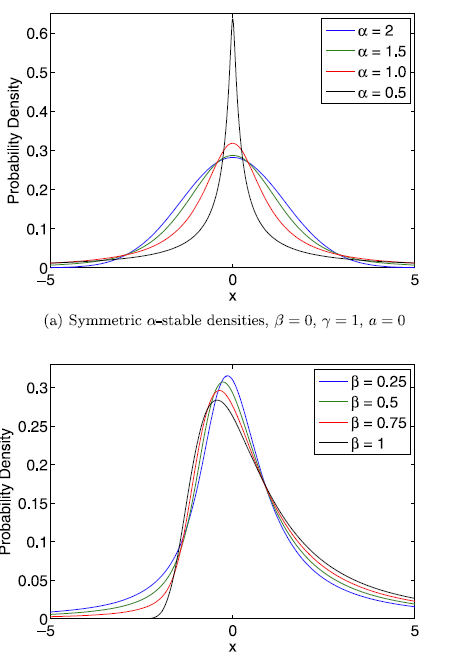 0.6
0.5
0.4
0.3
0.2
0.1
0
Probability Density
α = 2
α = 1.5
α = 1.0
α = 0.5
−5 0 5
x
(a) Symmetric α-stable densities, β = 0, γ = 1, a = 0
0.3
0.25
0.2
0.15
0.1
0.05
0
Probability Density
β = 0.25
β = 0.5
β = 0.75
β = 1
−5 0 5
x